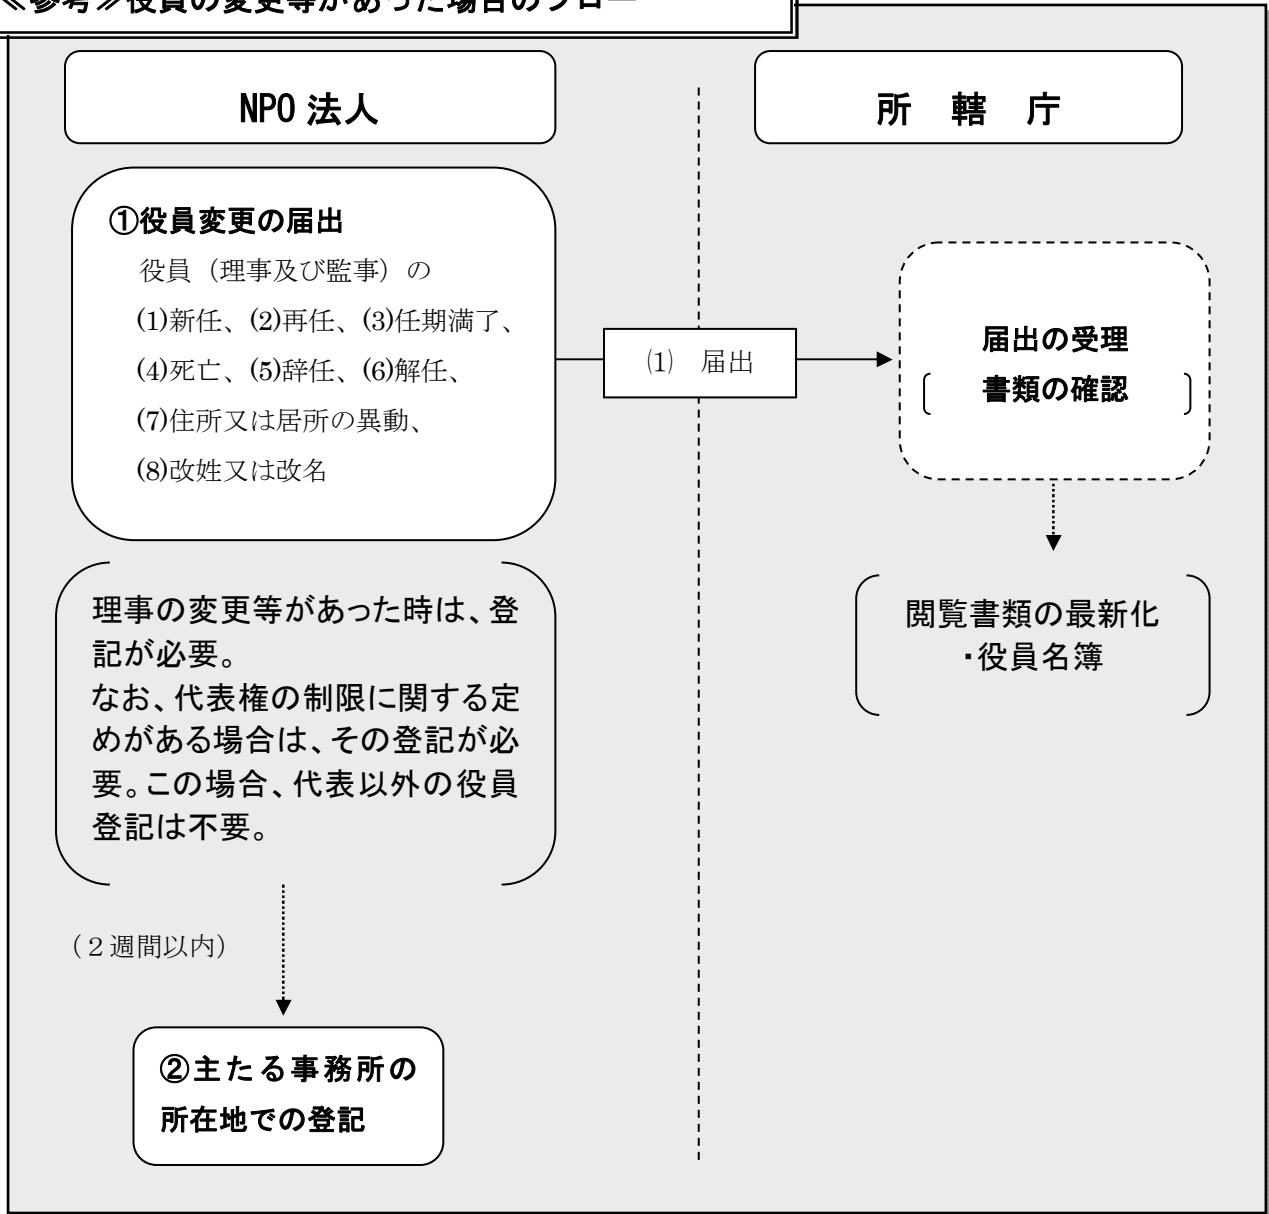 ≪参考≫役員の変更等があった場合のフロー
NPO 法人
所 轄 庁
①役員変更の届出
役員（理事及び監事）の
(1)新任、(2)再任、(3)任期満了、
(4)死亡、(5)辞任、(6)解任、
(7)住所又は居所の異動、
(8)改姓又は改名
⑴ 届出
届出の受理
書類の確認
理事の変更等があった時は、登
記が必要。
なお、代表権の制限に関する定
めがある場合は、その登記が必
要。この場合、代表以外の役員
登記は不要。
閲覧書類の最新化
・役員名簿
（２週間以内）
②主たる事務所の
所在地での登記